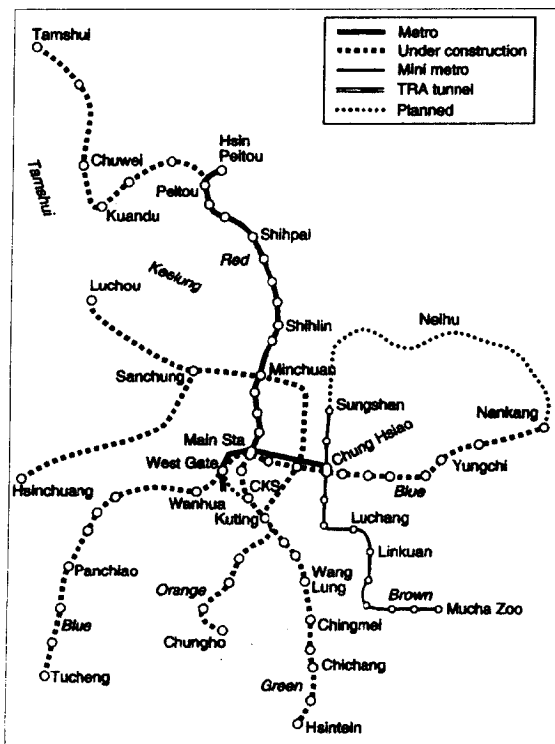 Metro
Under construction
Mini metro
TRA tunnel
Planned
Tamshui
Hsin
Peitou
Chuwei
Peitou
Tamshui
Kuandu
Shihpai
Red
Keelung
Luchou
Neihu
Shihlin
Minchuan
Sanchung
Sungshan
Nankang
Main Sta
Chung Hsiao
West Gate
Yungchi
Hsinchuang
CKS
Blue
Wanhua
Kuting
Luchang
Linkuan
Panchiao
Wang
Lung
Orange
Brown
Mucha Zoo
Blue
Chingmei
Chungho
Chichang
Tucheng
Green
Hsintein